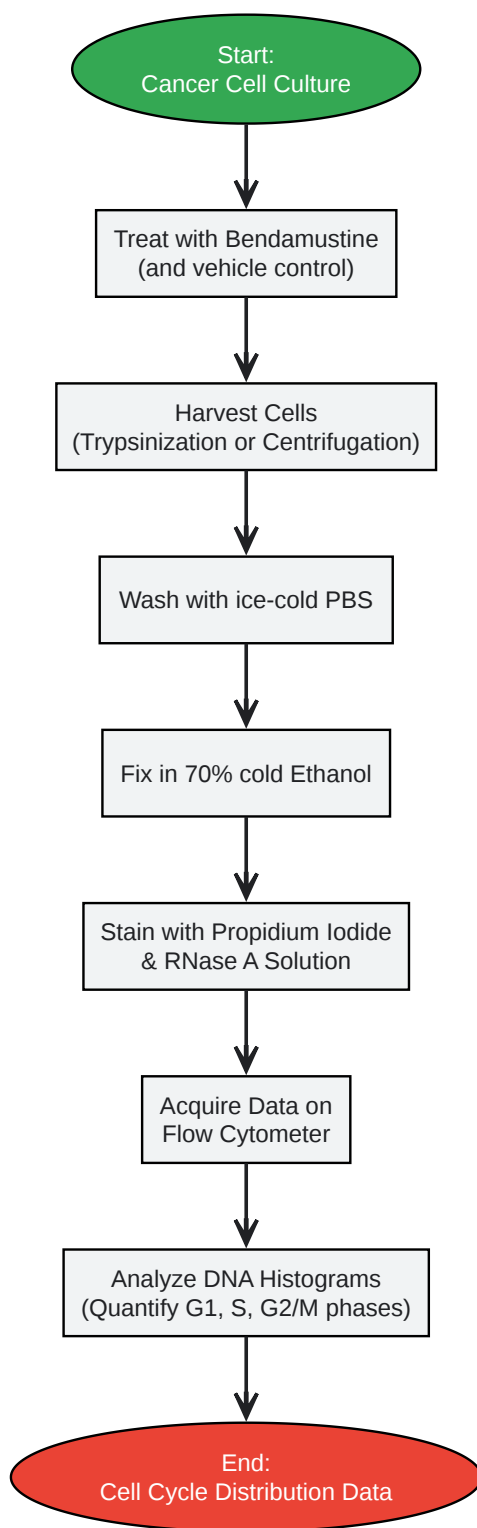 Start:
Cancer Cell Culture
Treat with Bendamustine
(and vehicle control)
Harvest Cells
(Trypsinization or Centrifugation)
Wash with ice-cold PBS
Fix in 70% cold Ethanol
Stain with Propidium Iodide
& RNase A Solution
Acquire Data on
Flow Cytometer
Analyze DNA Histograms
(Quantify G1, S, G2/M phases)
End:
Cell Cycle Distribution Data